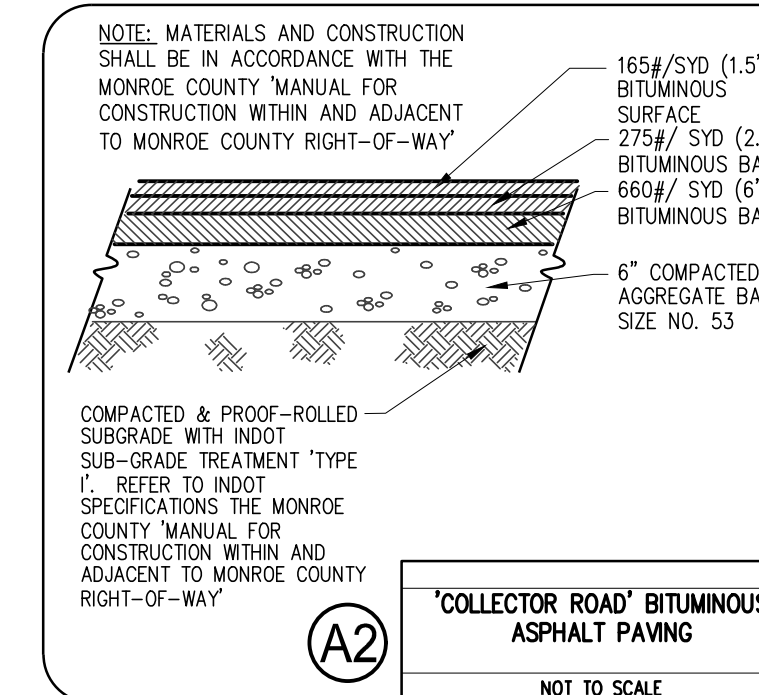 NOTE: MATERIALS AND CONSTRUCTION
SHALL BE IN ACCORDANCE WITH THE
MONROE COUNTY 'MANUAL FOR
CONSTRUCTION WITHIN AND ADJACENT
TO MONROE COUNTY RIGHT-OF-WAY'
165#/SYD (1.5"
BITUMINOUS
SURFACE
275#/ SYD (2.
BITUMINOUS BA
660#/ SYD (6"
BITUMINOUS BA
6" COMPACTED
AGGREGATE BA
SIZE NO. 53
COMPACTED & PROOF-ROLLED
SUBGRADE WITH INDOT
SUB-GRADE TREATMENT 'TYPE
I'. REFER TO INDOT
SPECIFICATIONS THE MONROE
COUNTY 'MANUAL FOR
CONSTRUCTION WITHIN AND
ADJACENT TO MONROE COUNTY
RIGHT-OF-WAY'
A2
'COLLECTOR ROAD' BITUMINOUS
ASPHALT PAVING
NOT TO SCALE